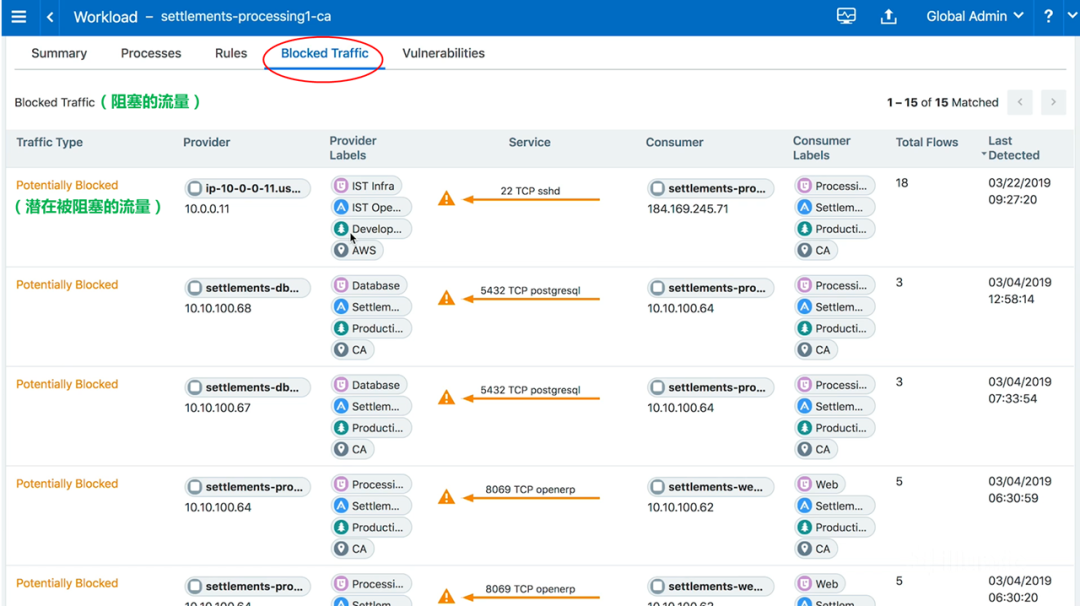 Workload – settlements-processing1-ca
Global Admin
?
Summary Processes Rules Blocked Traffic Vulnerabilities
Blocked Traffic（阻塞的流量）
1 – 15 of 15 Matched
Traffic Type Provider Provider Labels Service Consumer Consumer Labels Total Flows Last Detected
Potentially Blocked
（潜在被阻塞的流量）
ip-10-0-0-11.us...
10.0.0.11
IST Infra
IST Ope...
Develop...
AWS
22 TCP sshd
settlements-pro...
184.169.245.71
Processi...
Settlem...
Producti...
CA
18
03/22/2019
09:27:20
Potentially Blocked
settlements-db...
10.10.100.68
Database
Settlem...
Producti...
CA
5432 TCP postgresql
settlements-pro...
10.10.100.64
Processi...
Settlem...
Producti...
CA
3
03/04/2019
12:58:14
Potentially Blocked
settlements-db...
10.10.100.67
Database
Settlem...
Producti...
CA
5432 TCP postgresql
settlements-pro...
10.10.100.64
Processi...
Settlem...
Producti...
CA
3
03/04/2019
07:33:54
Potentially Blocked
settlements-pro...
10.10.100.64
Processi...
Settlem...
Producti...
CA
8069 TCP openerp
settlements-we...
10.10.100.62
Web
Settlem...
Producti...
CA
5
03/04/2019
06:30:59
Potentially Blocked
settlements-pro...
10.10.100.64
Processi...
Settlem...
8069 TCP openerp
settlements-we...
Web
Settlem...
5
03/04/2019
06:30:20